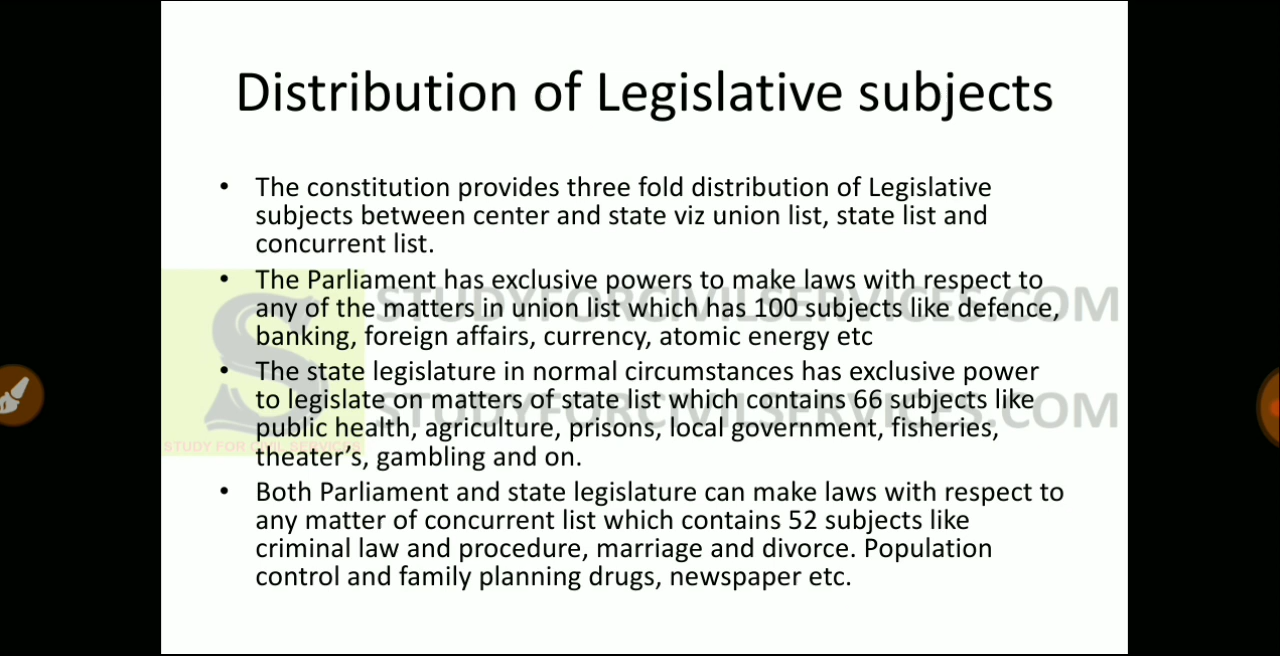 Distribution of Legislative subjects
• The constitution provides three fold distribution of Legislative
subjects between center and state viz union list, state list and
concurrent list.
• The Parliament has exclusive powers to make laws with respect to
any of the matters in union list which has 100 subjects like defence,
banking, foreign affairs, currency, atomic energy etc
• The state legislature in normal circumstances has exclusive power
to legislate on matters of state list which contains 66 subjects like
public health, agriculture, prisons, local government, fisheries,
theater’s, gambling and on.
• Both Parliament and state legislature can make laws with respect to
any matter of concurrent list which contains 52 subjects like
criminal law and procedure, marriage and divorce. Population
control and family planning drugs, newspaper etc.
STUDYFORCIVILSERVICES.COM
STUDYFORCIVILSERVICES.COM
S
STUDY FOR CIVIL SERVICES